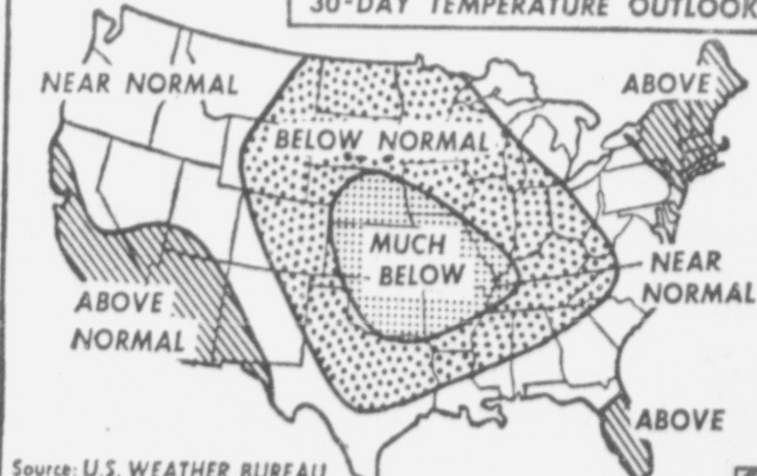 30-DAY TEMPERATURE OUTLOOK
NEAR NORMAL
ABOVE
BELOW NORMAL
MUCH
BELOW
NEAR
NORMAL
ABOVE
NORMAL
ABOVE
Source: U.S. WEATHER BUREAU